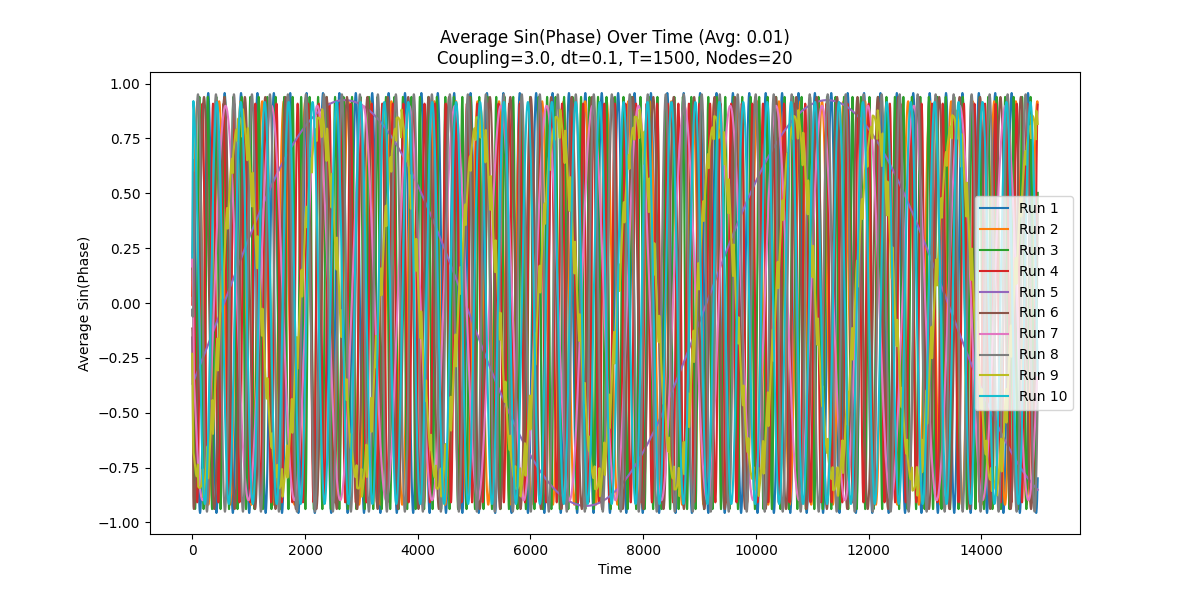 Average Sin(Phase) Over Time (Avg: 0.01)
Coupling=3.0, dt=0.1, T=1500, Nodes=20
Average Sin(Phase)
1.00
0.75
0.50
0.25
0.00
−0.25
−0.50
−0.75
−1.00
Run 1
Run 2
Run 3
Run 4
Run 5
Run 6
Run 7
Run 8
Run 9
Run 10
0 2000 4000 6000 8000 10000 12000 14000
Time